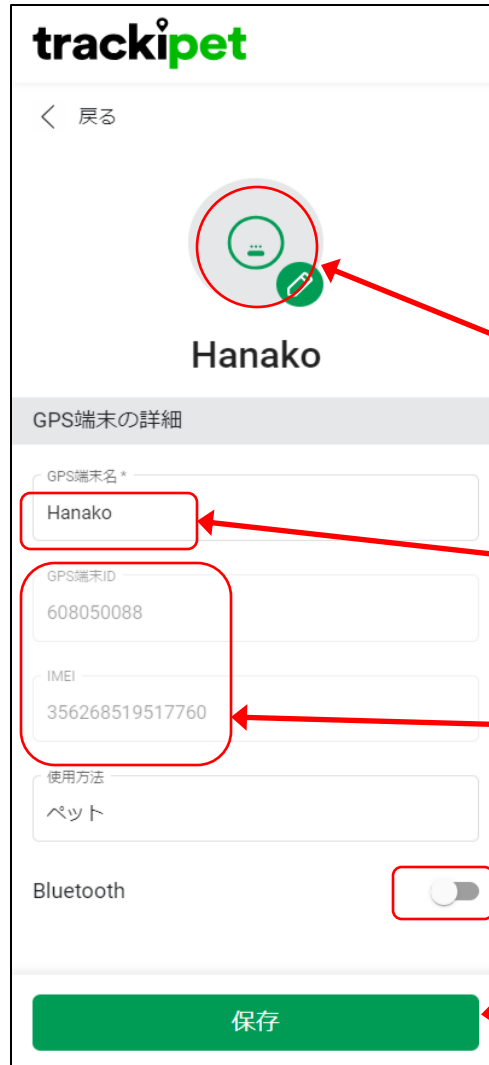 trackipet
戻る
Hanako
GPS端末の詳細
GPS端末名 *
Hanako
GPS端末ID
608050088
IMEI
356268519517760
使用方法
ペット
Bluetooth
保存